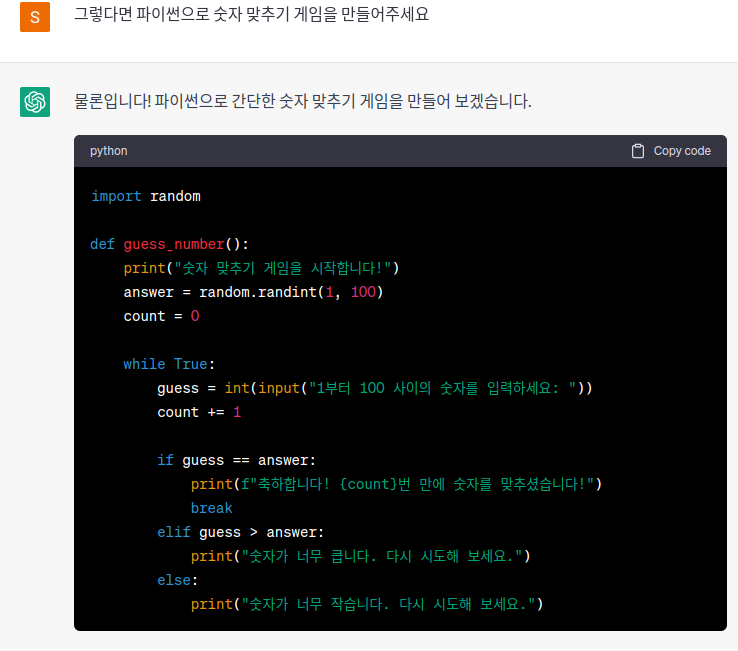 S
그렇다면 파이썬으로 숫자 맞추기 게임을 만들어주세요
물론입니다! 파이썬으로 간단한 숫자 맞추기 게임을 만들어 보겠습니다.
python
Copy code
import random
def guess_number():
    print("숫자 맞추기 게임을 시작합니다!")
    answer = random.randint(1, 100)
    count = 0
    while True:
        guess = int(input("1부터 100 사이의 숫자를 입력하세요: "))
        count += 1
        if guess == answer:
            print(f"축하합니다! {count}번 만에 숫자를 맞추셨습니다!")
            break
        elif guess > answer:
            print("숫자가 너무 큽니다. 다시 시도해 보세요.")
        else:
            print("숫자가 너무 작습니다. 다시 시도해 보세요.")